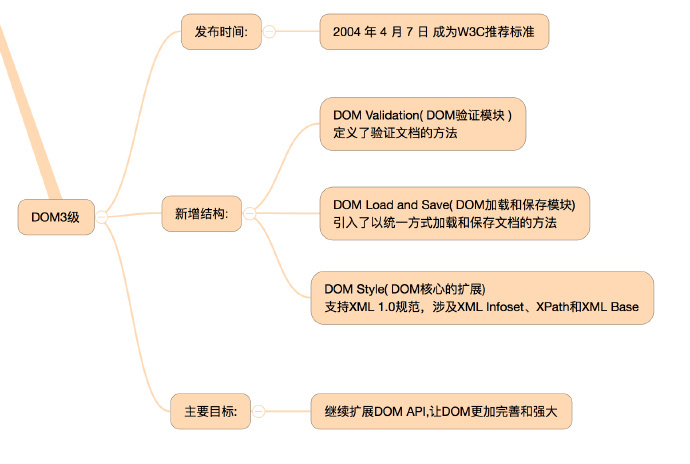 DOM3级
发布时间:
2004 年 4 月 7 日 成为W3C推荐标准
新增结构:
DOM Validation( DOM验证模块 )
定义了验证文档的方法
DOM Load and Save( DOM加载和保存模块)
引入了以统一方式加载和保存文档的方法
DOM Style( DOM核心的扩展)
支持XML 1.0规范，涉及XML Infoset、XPath和XML Base
主要目标:
继续扩展DOM API,让DOM更加完善和强大